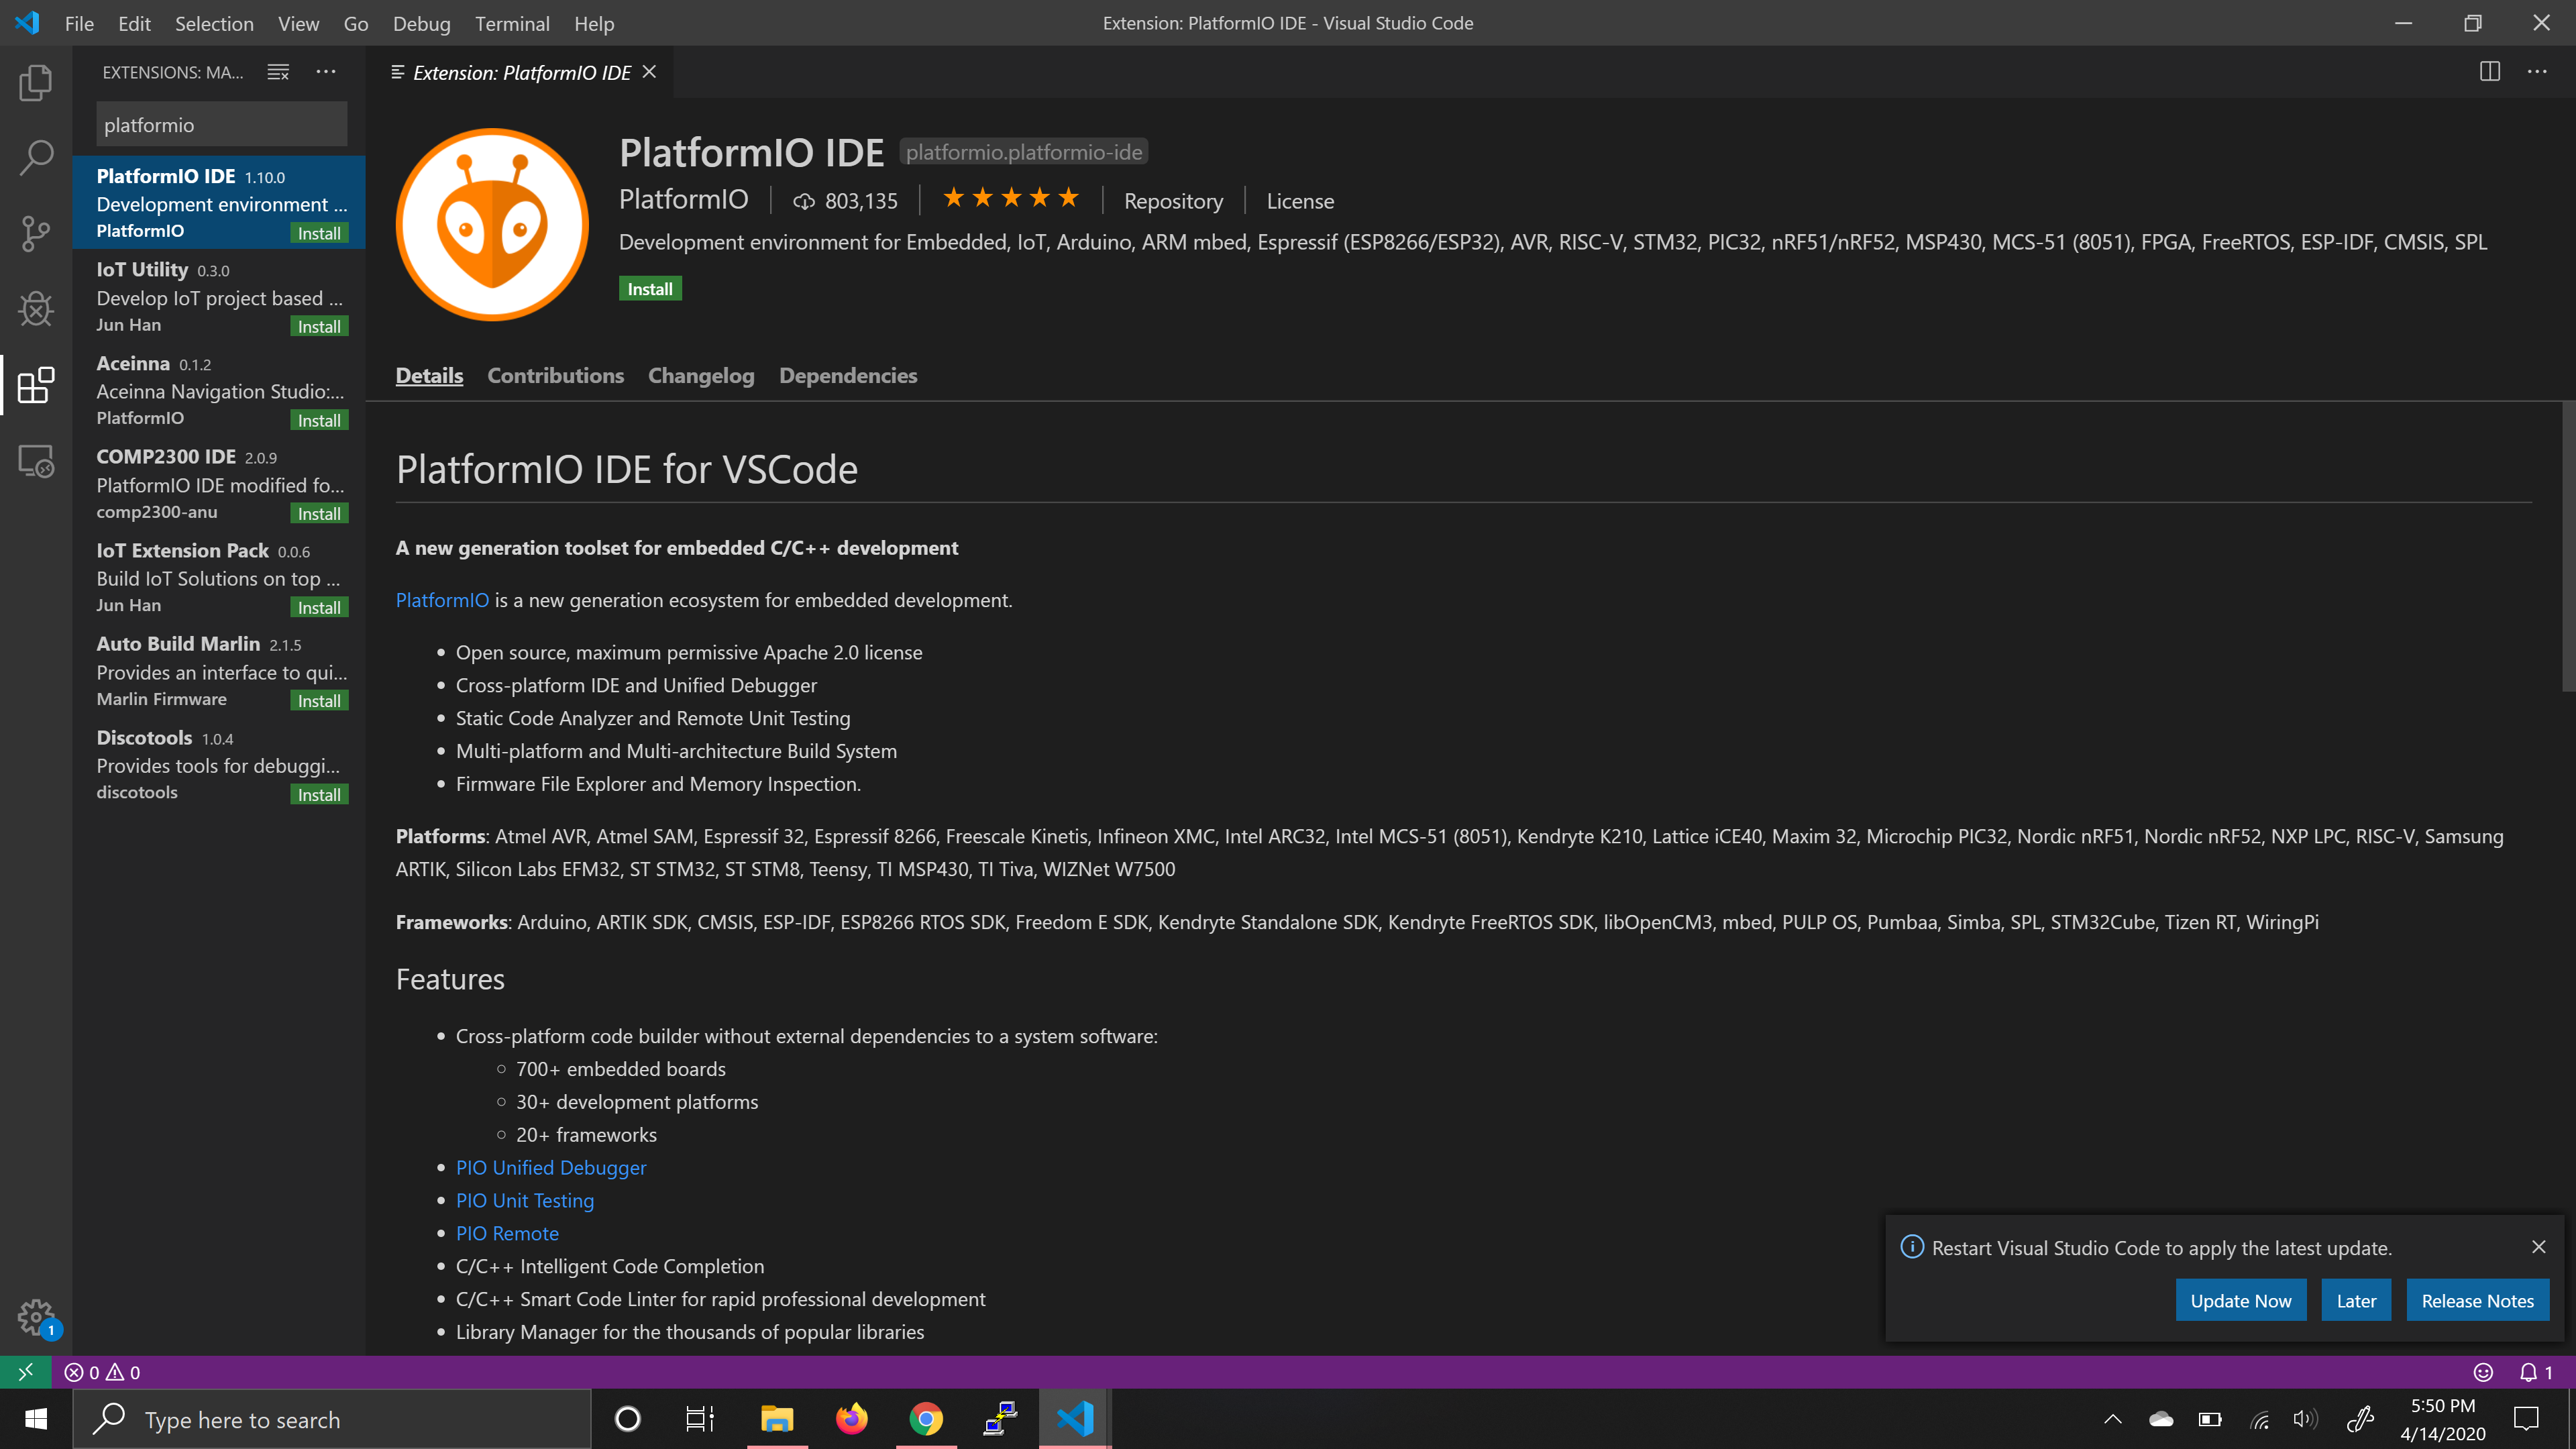 File Edit Selection View Go Debug Terminal Help
Extension: PlatformIO IDE - Visual Studio Code
EXTENSIONS: MA...
platformio
PlatformIO IDE 1.10.0
Development environment ...
PlatformIO
Install
IoT Utility 0.3.0
Develop IoT project based ...
Jun Han
Install
Aceinna 0.1.2
Aceinna Navigation Studio:...
PlatformIO
Install
COMP2300 IDE 2.0.9
PlatformIO IDE modified fo...
comp2300-anu
Install
IoT Extension Pack 0.0.6
Build IoT Solutions on top ...
Jun Han
Install
Auto Build Marlin 2.1.5
Provides an interface to qui...
Marlin Firmware
Install
Discotools 1.0.4
Provides tools for debuggi...
discotools
Install
Extension: PlatformIO IDE
PlatformIO IDE platformio.platformio-ide
PlatformIO 803,135 Repository License
Development environment for Embedded, IoT, Arduino, ARM mbed, Espressif (ESP8266/ESP32), AVR, RISC-V, STM32, PIC32, nRF51/nRF52, MSP430, MCS-51 (8051), FPGA, FreeRTOS, ESP-IDF, CMSIS, SPL
Install
Details Contributions Changelog Dependencies
PlatformIO IDE for VSCode
A new generation toolset for embedded C/C++ development
PlatformIO is a new generation ecosystem for embedded development.
Open source, maximum permissive Apache 2.0 license
Cross-platform IDE and Unified Debugger
Static Code Analyzer and Remote Unit Testing
Multi-platform and Multi-architecture Build System
Firmware File Explorer and Memory Inspection.
Platforms: Atmel AVR, Atmel SAM, Espressif 32, Espressif 8266, Freescale Kinetis, Infineon XMC, Intel ARC32, Intel MCS-51 (8051), Kendryte K210, Lattice iCE40, Maxim 32, Microchip PIC32, Nordic nRF51, Nordic nRF52, NXP LPC, RISC-V, Samsung
ARTIK, Silicon Labs EFM32, ST STM32, ST STM8, Teensy, TI MSP430, TI Tiva, WIZNet W7500
Frameworks: Arduino, ARTIK SDK, CMSIS, ESP-IDF, ESP8266 RTOS SDK, Freedom E SDK, Kendryte Standalone SDK, Kendryte FreeRTOS SDK, libOpenCM3, mbed, PULP OS, Pumbaa, Simba, SPL, STM32Cube, Tizen RT, WiringPi
Features
Cross-platform code builder without external dependencies to a system software:
700+ embedded boards
30+ development platforms
20+ frameworks
PIO Unified Debugger
PIO Unit Testing
PIO Remote
C/C++ Intelligent Code Completion
C/C++ Smart Code Linter for rapid professional development
Library Manager for the thousands of popular libraries
Restart Visual Studio Code to apply the latest update.
Update Now Later Release Notes
1
0 0
1
Type here to search
5:50 PM
4/14/2020